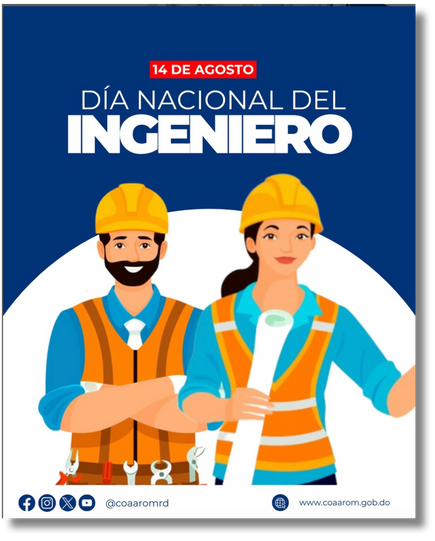 14 DE AGOSTO
DÍA NACIONAL DEL
INGENIERO
@coaaromrd
www.coaarom.gob.do